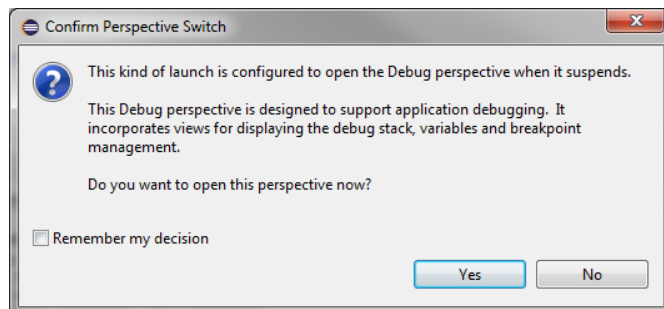 Confirm Perspective Switch
This kind of launch is configured to open the Debug perspective when it suspends.
This Debug perspective is designed to support application debugging. It
incorporates views for displaying the debug stack, variables and breakpoint
management.
Do you want to open this perspective now?
Remember my decision
Yes No